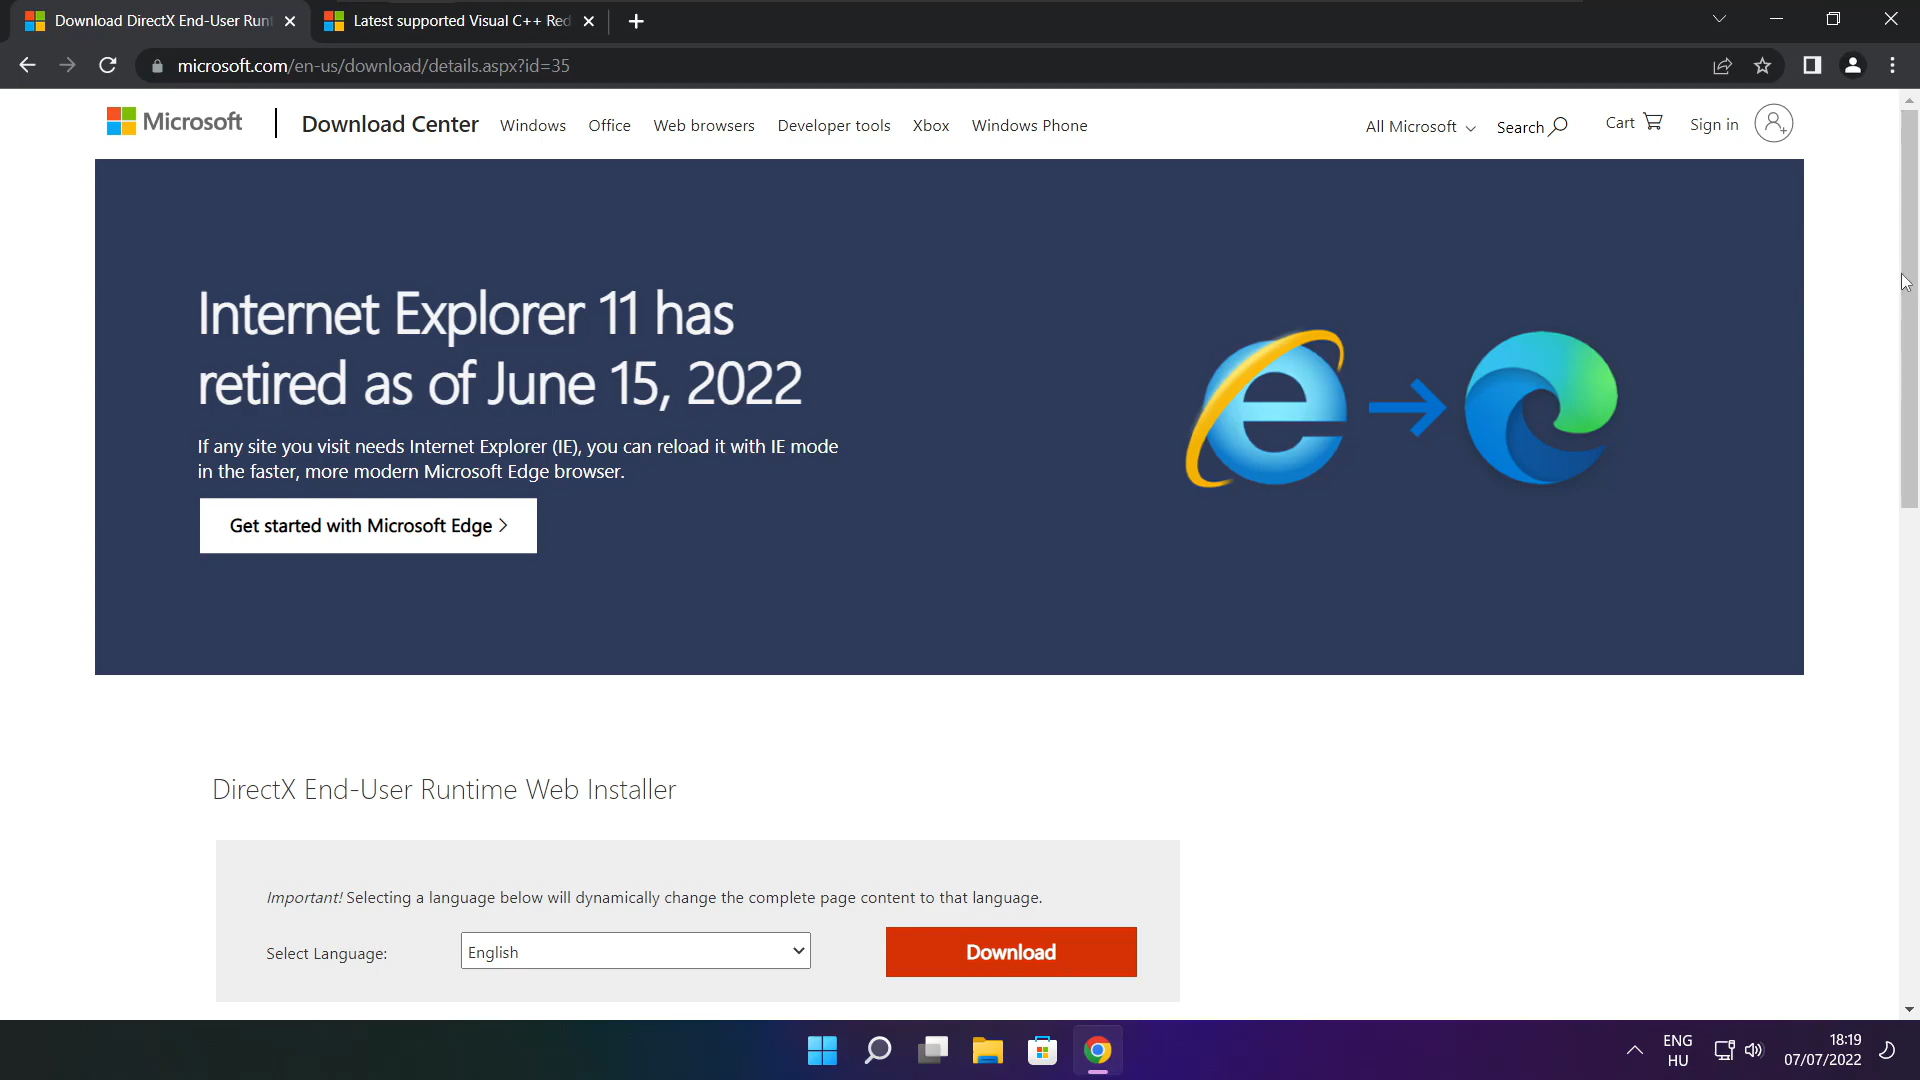 Download DirectX End-User Runt
Latest supported Visual C++ Red
microsoft.com/en-us/download/details.aspx?id=35
Microsoft
Download Center
Windows
Office
Web browsers
Developer tools
Xbox
Windows Phone
All Microsoft
Search
Cart
Sign in
Internet Explorer 11 has
retired as of June 15, 2022
If any site you visit needs Internet Explorer (IE), you can reload it with IE mode
in the faster, more modern Microsoft Edge browser.
Get started with Microsoft Edge >
DirectX End-User Runtime Web Installer
Important! Selecting a language below will dynamically change the complete page content to that language.
Select Language:
English
Download
ENG
HU
18:19
07/07/2022